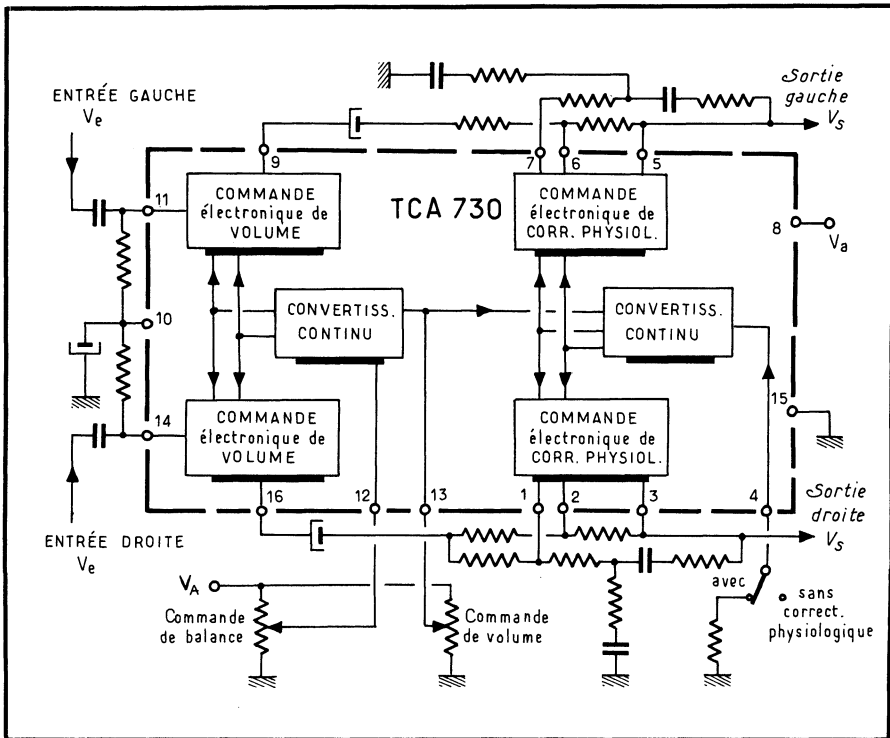 ENTRÉE GAUCHE
Ve
Sortie
gauche
VS
9
7
6
5
11
COMMANDE
électronique de
VOLUME
TCA 730
COMMANDE
électronique de
CORR. PHYSIOL.
8
Va
10
CONVERTISS.
CONTINU
CONVERTISS.
CONTINU
15
14
COMMANDE
électronique de
VOLUME
COMMANDE
électronique de
CORR. PHYSIOL.
16
12
13
1
2
3
4
Sortie
droite
VS
ENTRÉE DROITE
Ve
VA
Commande
de balance
Commande
de volume
avec
sans
correct.
physiologique